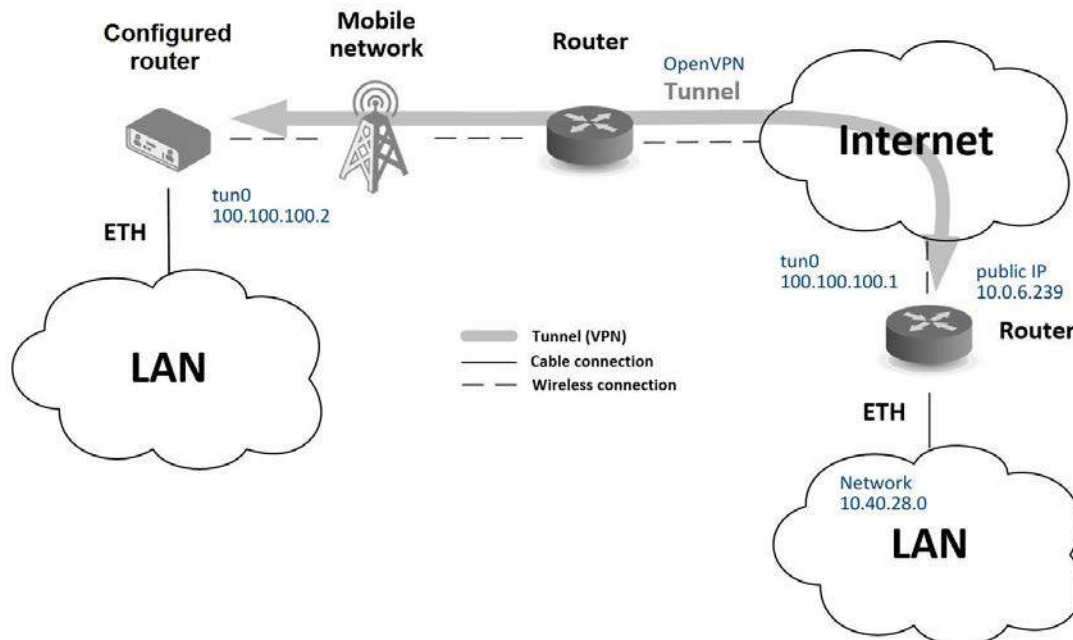 Configured
router
Mobile
network
Router
OpenVPN
Tunnel
Internet
tun0
100.100.100.2
ETH
LAN
tun0
100.100.100.1
public IP
10.0.6.239
Router
Tunnel (VPN)
Cable connection
Wireless connection
ETH
Network
10.40.28.0
LAN